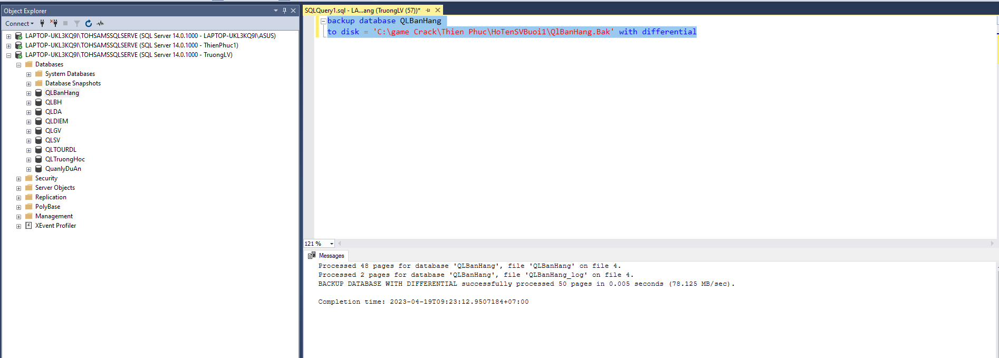 Object Explorer
Connect
LAPTOP-UKL3KQ9I\TOHSAMSSQLSERVE (SQL Server 14.0.1000 - LAPTOP-UKL3KQ9I\ASUS)
LAPTOP-UKL3KQ9I\TOHSAMSSQLSERVE (SQL Server 14.0.1000 - ThienPhuc1)
LAPTOP-UKL3KQ9I\TOHSAMSSQLSERVE (SQL Server 14.0.1000 - TruongLV)
Databases
System Databases
Database Snapshots
QLBanHang
QLBH
QLDA
QLDIEM
QLGV
QLSV
QLTOURDL
QLTruongHoc
QuanlyDuAn
Security
Server Objects
Replication
PolyBase
Management
XEvent Profiler
SQLQuery1.sql - LA...ang (TruongLV (57))*
backup database QLBanHang
to disk = 'C:\game Crack\Thien Phuc\HoTenSVBuoi1\QlBanHang.Bak' with differential
121 %
Messages
Processed 48 pages for database 'QLBanHang', file 'QLBanHang' on file 4.
Processed 2 pages for database 'QLBanHang', file 'QLBanHang_log' on file 4.
BACKUP DATABASE WITH DIFFERENTIAL successfully processed 50 pages in 0.005 seconds (78.125 MB/sec).
Completion time: 2023-04-19T09:23:12.9507184+07:00